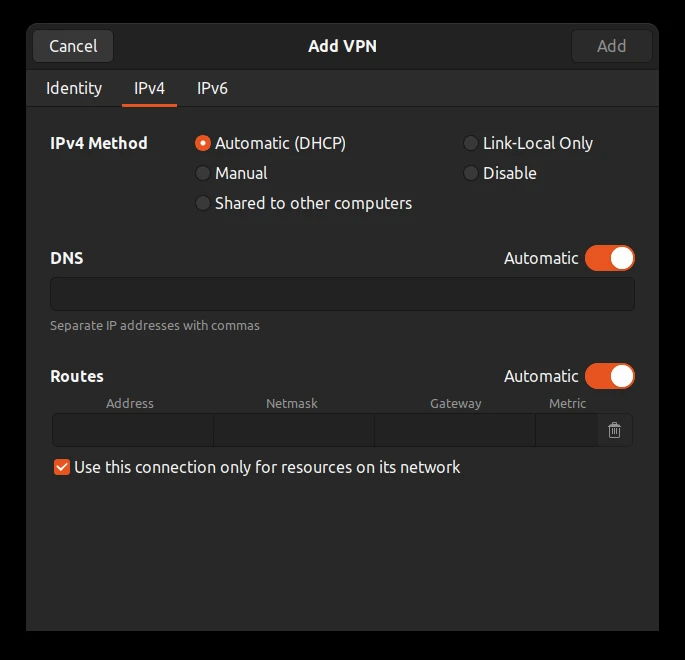 Cancel Add VPN Add
Identity IPv4 IPv6
IPv4 Method Automatic (DHCP) Link-Local Only
Manual Disable
Shared to other computers
DNS Automatic
Separate IP addresses with commas
Routes Automatic
Address Netmask Gateway Metric
Use this connection only for resources on its network